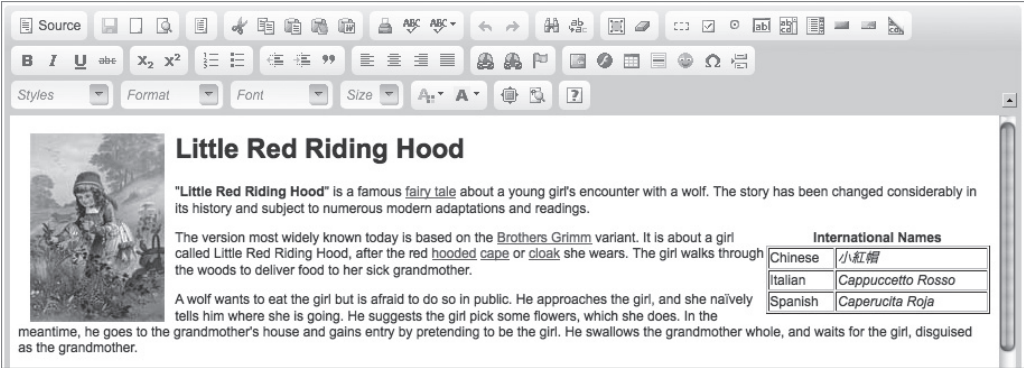 Source
ABC ABC
B I U abc X₂ X²
Styles Format Font Size A A ?
Little Red Riding Hood
"Little Red Riding Hood" is a famous fairy tale about a young girl's encounter with a wolf. The story has been changed considerably in
its history and subject to numerous modern adaptations and readings.
The version most widely known today is based on the Brothers Grimm variant. It is about a girl
called Little Red Riding Hood, after the red hooded cape or cloak she wears. The girl walks through
the woods to deliver food to her sick grandmother.
International Names
Chinese 小紅帽
Italian Cappuccetto Rosso
Spanish Caperucita Roja
A wolf wants to eat the girl but is afraid to do so in public. He approaches the girl, and she naïvely
tells him where she is going. He suggests the girl pick some flowers, which she does. In the
meantime, he goes to the grandmother's house and gains entry by pretending to be the girl. He swallows the grandmother whole, and waits for the girl, disguised
as the grandmother.